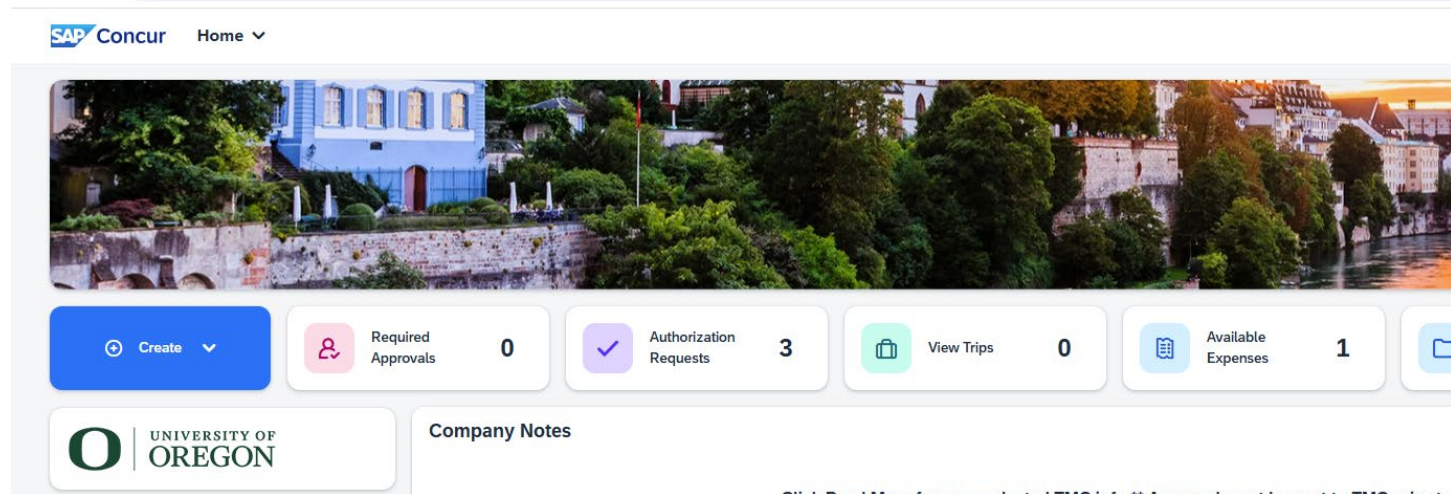 SAP Concur Home
Create
Required
Approvals
0
Authorization
Requests
3
View Trips
0
Available
Expenses
1
UNIVERSITY OF
OREGON
Company Notes